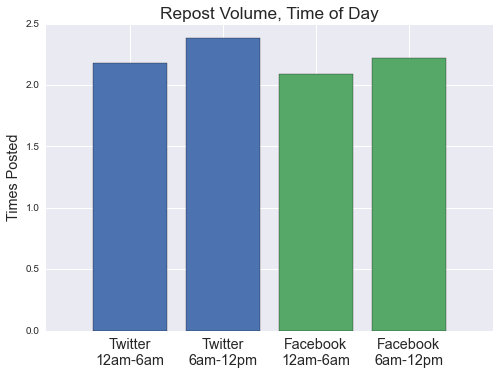 Repost Volume, Time of Day
Times Posted
2.5
2.0
1.5
1.0
0.5
0.0
Twitter
12am-6am
Twitter
6am-12pm
Facebook
12am-6am
Facebook
6am-12pm